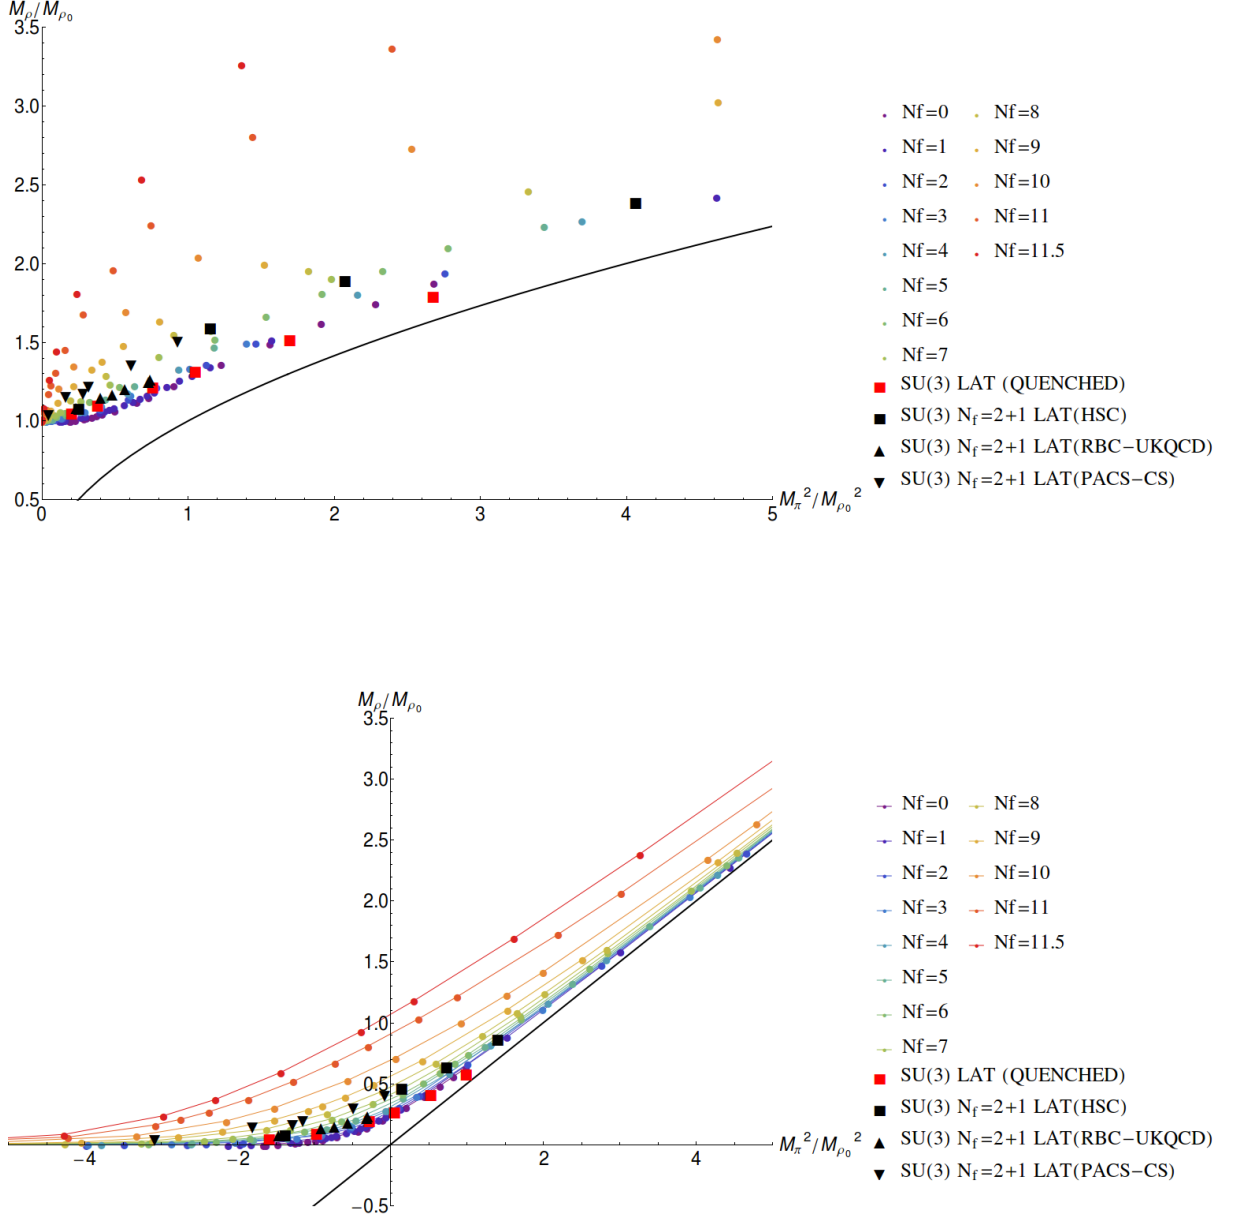 M_ρ/M_ρ₀
3.5
3.0
2.5
2.0
1.5
1.0
0.5
0 1 2 3 4 5
M_π²/M_ρ₀²
Nf=0 Nf=8
Nf=1 Nf=9
Nf=2 Nf=10
Nf=3 Nf=11
Nf=4 Nf=11.5
Nf=5
Nf=6
Nf=7
SU(3) LAT (QUENCHED)
SU(3) N_f=2+1 LAT(HSC)
SU(3) N_f=2+1 LAT(RBC−UKQCD)
SU(3) N_f=2+1 LAT(PACS−CS)
M_ρ/M_ρ₀
3.5
3.0
2.5
2.0
1.5
1.0
0.5
−4 −2 2 4
M_π²/M_ρ₀²
−0.5
Nf=0 Nf=8
Nf=1 Nf=9
Nf=2 Nf=10
Nf=3 Nf=11
Nf=4 Nf=11.5
Nf=5
Nf=6
Nf=7
SU(3) LAT (QUENCHED)
SU(3) N_f=2+1 LAT(HSC)
SU(3) N_f=2+1 LAT(RBC−UKQCD)
SU(3) N_f=2+1 LAT(PACS−CS)